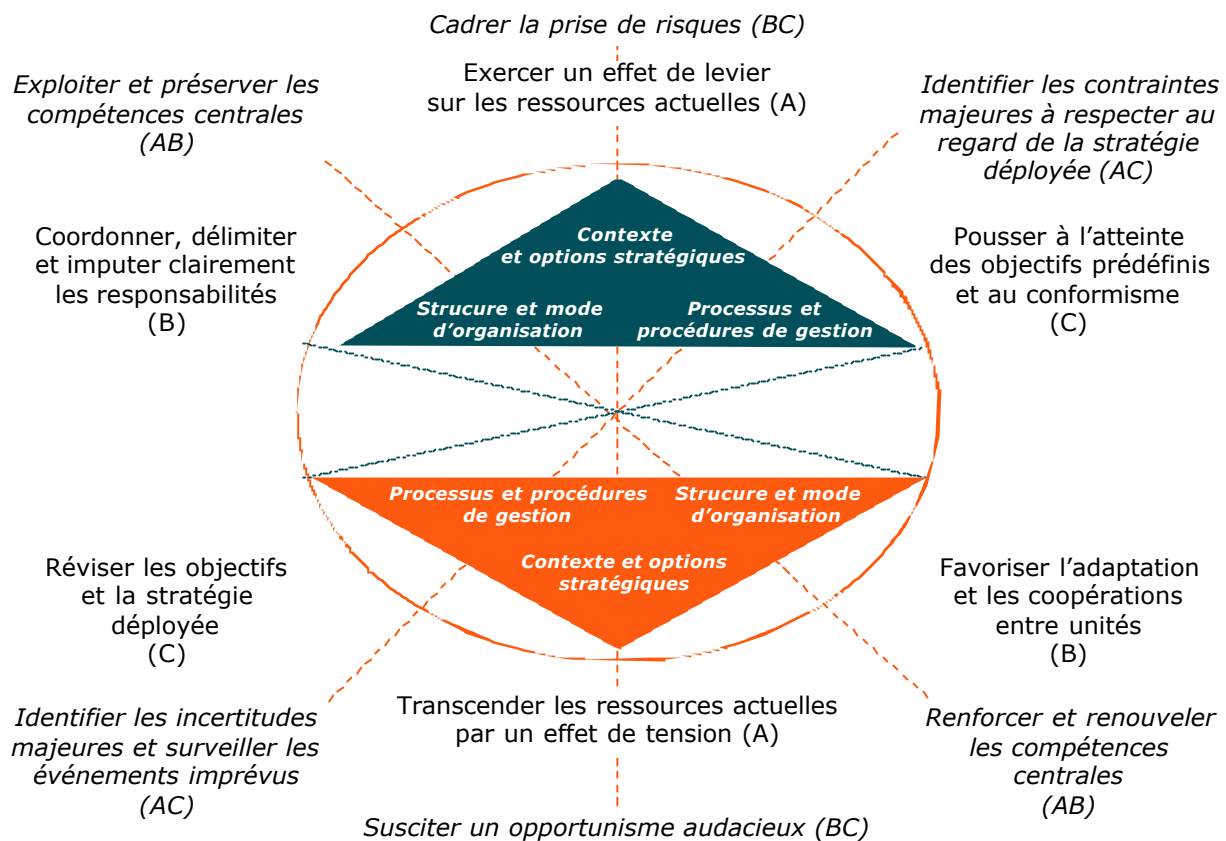 Cadrer la prise de risques (BC)
Exploiter et préserver les
compétences centrales
(AB)
Exercer un effet de levier
sur les ressources actuelles (A)
Identifier les contraintes
majeures à respecter au
regard de la stratégie
déployée (AC)
Coordonner, délimiter
et imputer clairement
les responsabilités
(B)
Contexte
et options stratégiques
Strucure et mode
d’organisation
Processus et
procédures de gestion
Pousser à l’atteinte
des objectifs prédéfinis
et au conformisme
(C)
Processus et procédures
de gestion
Strucure et mode
d’organisation
Contexte et options
stratégiques
Réviser les objectifs
et la stratégie
déployée
(C)
Favoriser l’adaptation
et les coopérations
entre unités
(B)
Identifier les incertitudes
majeures et surveiller les
événements imprévus
(AC)
Transcender les ressources actuelles
par un effet de tension (A)
Renforcer et renouveler
les compétences
centrales
(AB)
Susciter un opportunisme audacieux (BC)